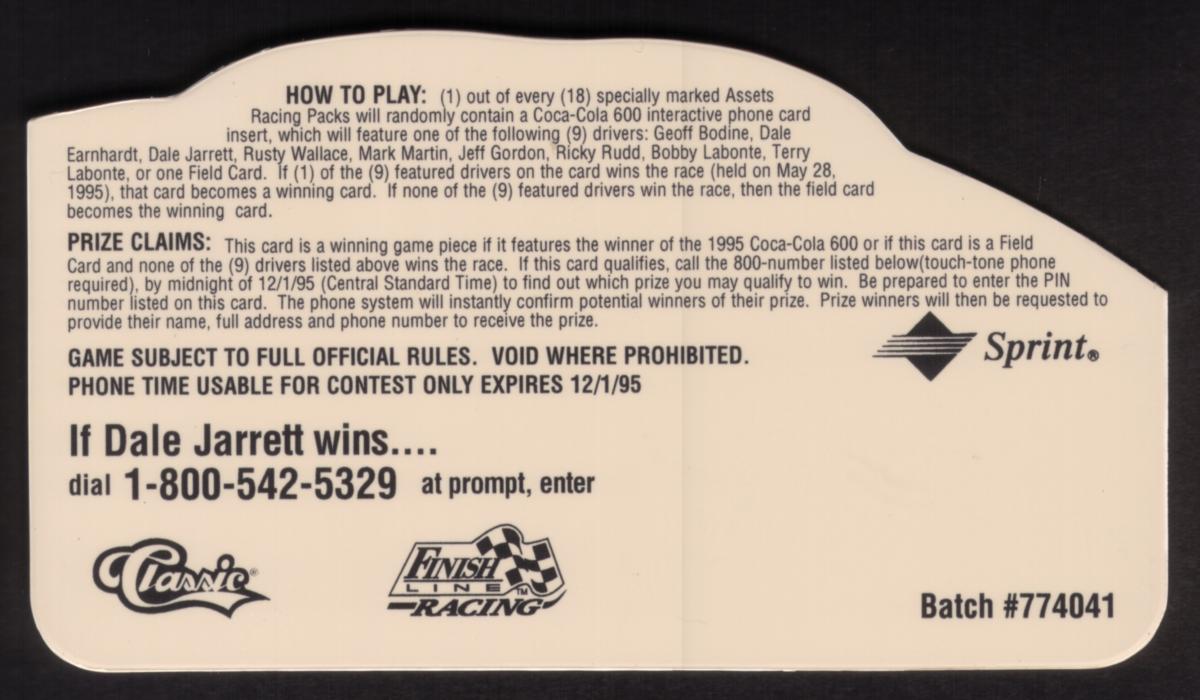 HOW TO PLAY: (1) out of every (18) specially marked Assets
Racing Packs will randomly contain a Coca-Cola 600 interactive phone card
insert, which will feature one of the following (9) drivers: Geoff Bodine, Dale
Earnhardt, Dale Jarrett, Rusty Wallace, Mark Martin, Jeff Gordon, Ricky Rudd, Bobby Labonte, Terry
Labonte, or one Field Card. If (1) of the (9) featured drivers on the card wins the race (held on May 28,
1995), that card becomes a winning card. If none of the (9) featured drivers win the race, then the field card
becomes the winning card.
PRIZE CLAIMS: This card is a winning game piece if it features the winner of the 1995 Coca-Cola 600 or if this card is a Field
Card and none of the (9) drivers listed above wins the race. If this card qualifies, call the 800-number listed below(touch-tone phone
required), by midnight of 12/1/95 (Central Standard Time) to find out which prize you may qualify to win. Be prepared to enter the PIN
number listed on this card. The phone system will instantly confirm potential winners of their prize. Prize winners will then be requested to
provide their name, full address and phone number to receive the prize.
Sprint®
GAME SUBJECT TO FULL OFFICIAL RULES. VOID WHERE PROHIBITED.
PHONE TIME USABLE FOR CONTEST ONLY EXPIRES 12/1/95
If Dale Jarrett wins....
dial 1-800-542-5329 at prompt, enter
Classic®
FINISH
LINE™
RACING
Batch #774041